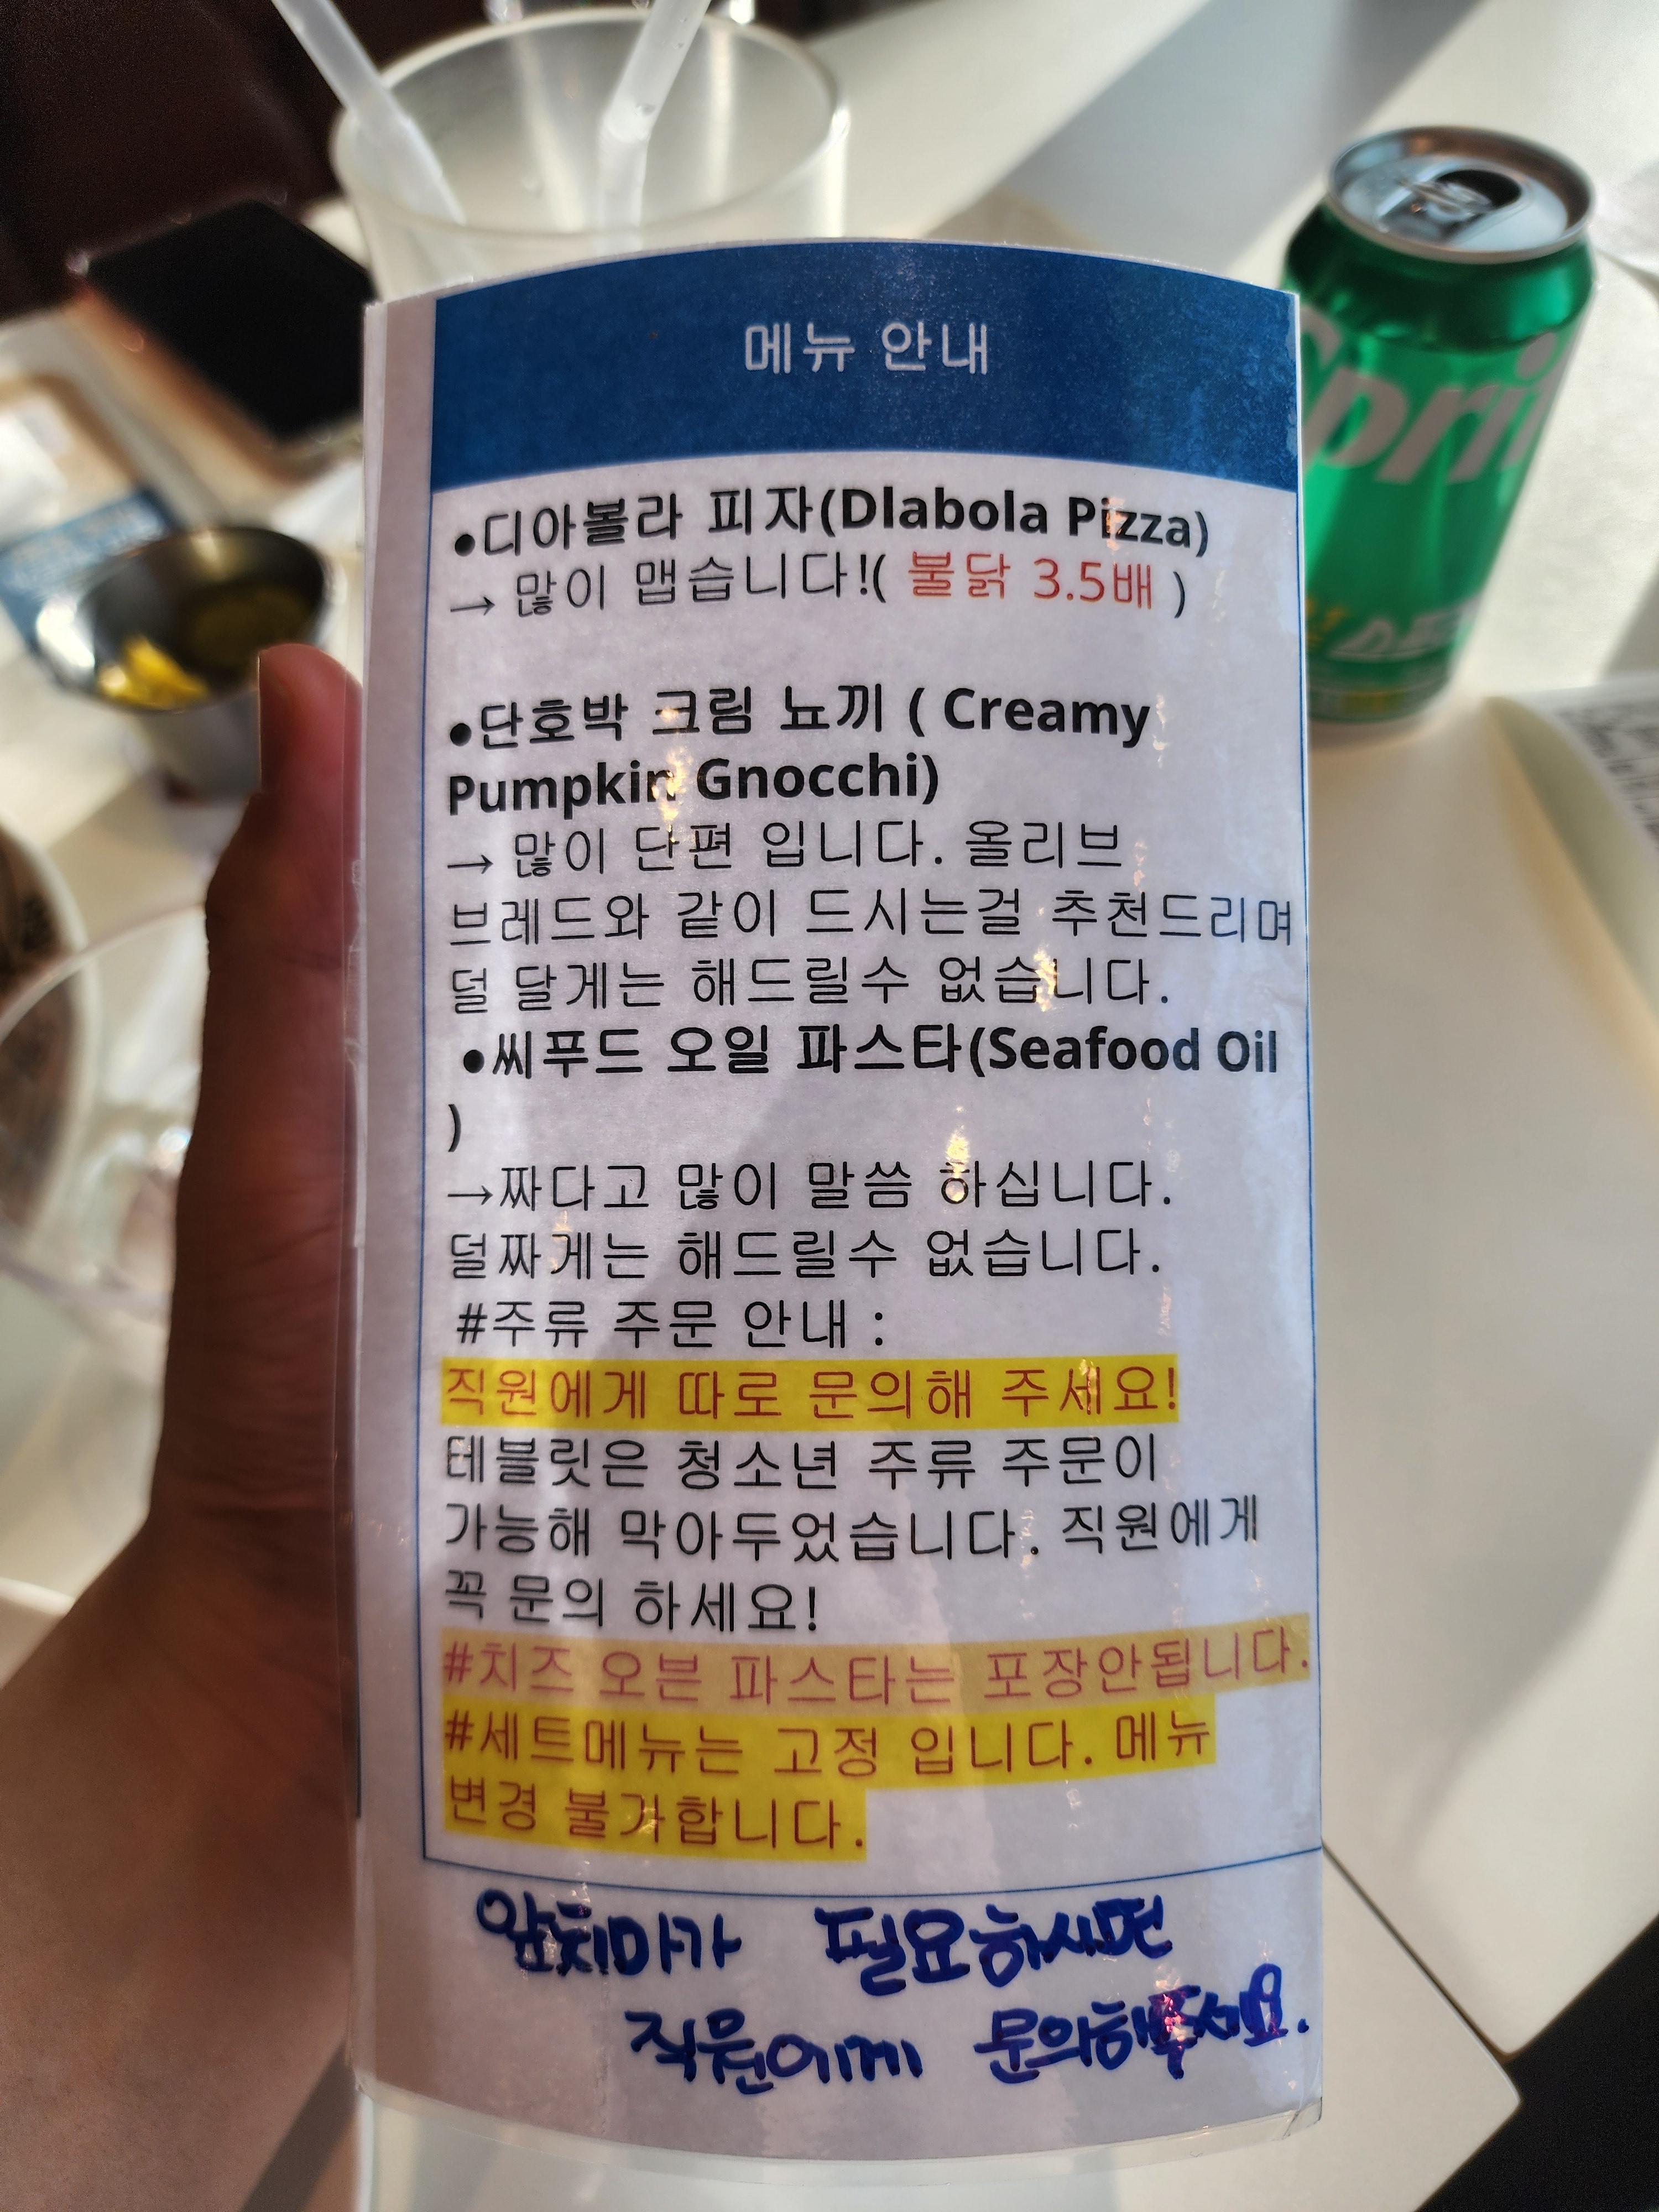 메뉴 안내
●디아볼라 피자(Dlabola Pizza)
→ 많이 맵습니다!( 불닭 3.5배 )
●단호박 크림 뇨끼 ( Creamy
Pumpkin Gnocchi)
→ 많이 단편 입니다. 올리브
브레드와 같이 드시는걸 추천드리며
덜 달게는 해드릴수 없습니다.
●씨푸드 오일 파스타(Seafood Oil
)
→짜다고 많이 말씀 하십니다.
덜짜게는 해드릴수 없습니다.
#주류 주문 안내 :
직원에게 따로 문의해 주세요!
테블릿은 청소년 주류 주문이
가능해 막아두었습니다. 직원에게
꼭 문의 하세요!
#치즈 오븐 파스타는 포장안됩니다.
#세트메뉴는 고정 입니다. 메뉴
변경 불가합니다.
앞치마가 필요하시면
직원에게 문의해주세요.
Spri